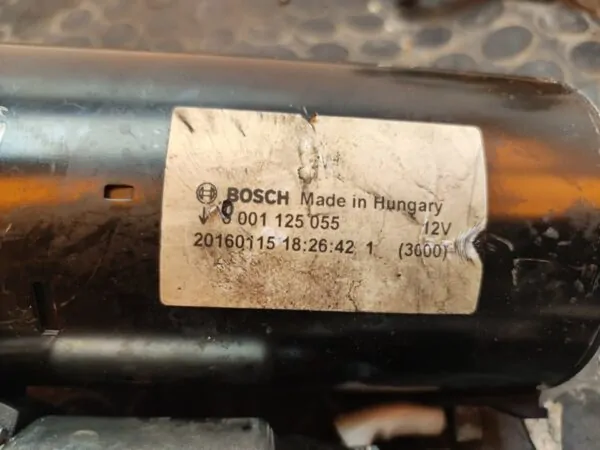 BOSCH Made in Hungary
0 001 125 055 12V
20160115 18:26:42 1 (3000)